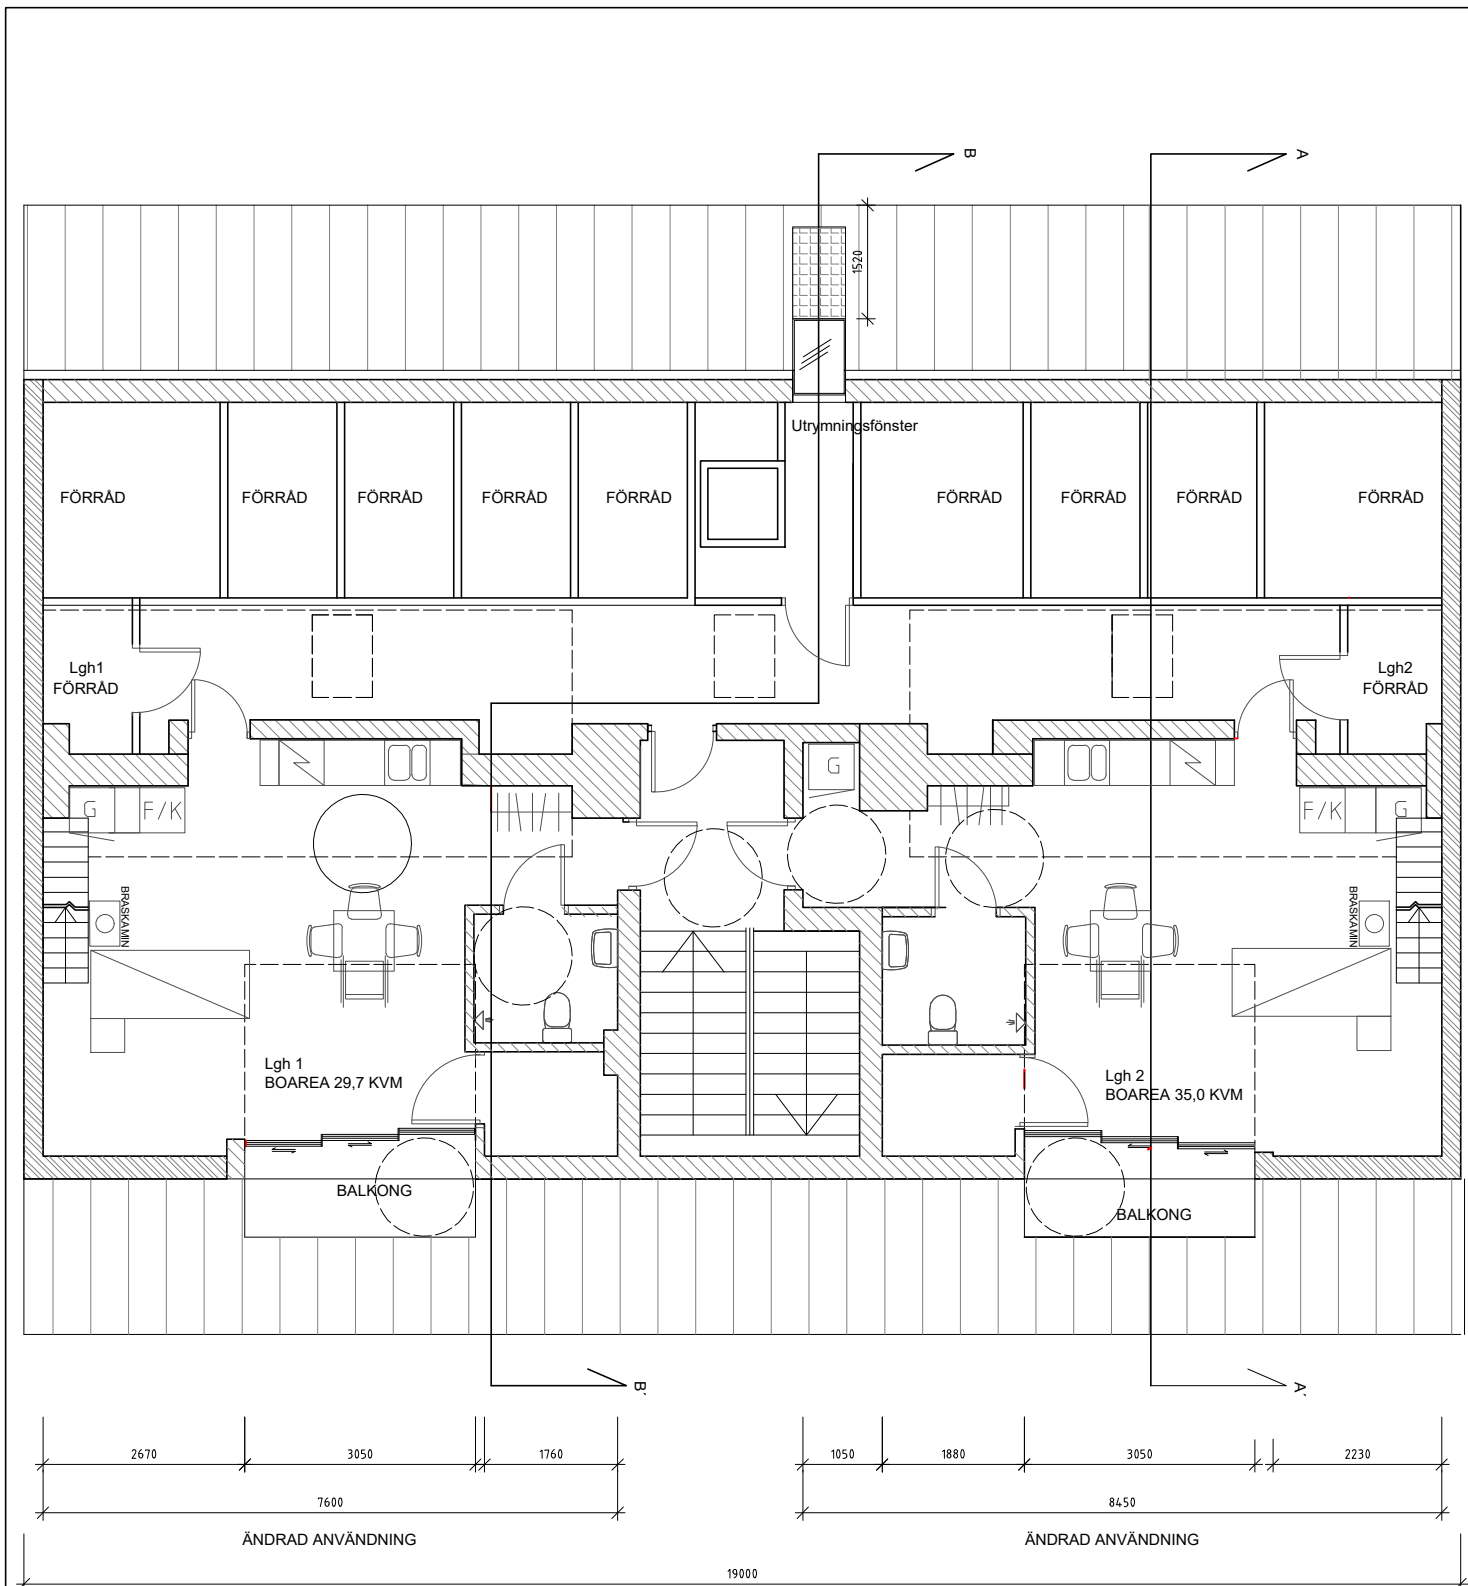 B
A
1520
Utrymningsfönster
FÖRRÅD
FÖRRÅD
FÖRRÅD
FÖRRÅD
FÖRRÅD
FÖRRÅD
FÖRRÅD
FÖRRÅD
FÖRRÅD
Lgh1
FÖRRÅD
Lgh2
FÖRRÅD
G
F/K
G
F/K
G
BRASKAMIN
BRASKAMIN
Lgh 1
BOAREA 29,7 KVM
Lgh 2
BOAREA 35,0 KVM
BALKONG
BALKONG
B'
A'
2670
3050
1760
1050
1880
3050
2230
7600
8450
ÄNDRAD ANVÄNDNING
ÄNDRAD ANVÄNDNING
19000